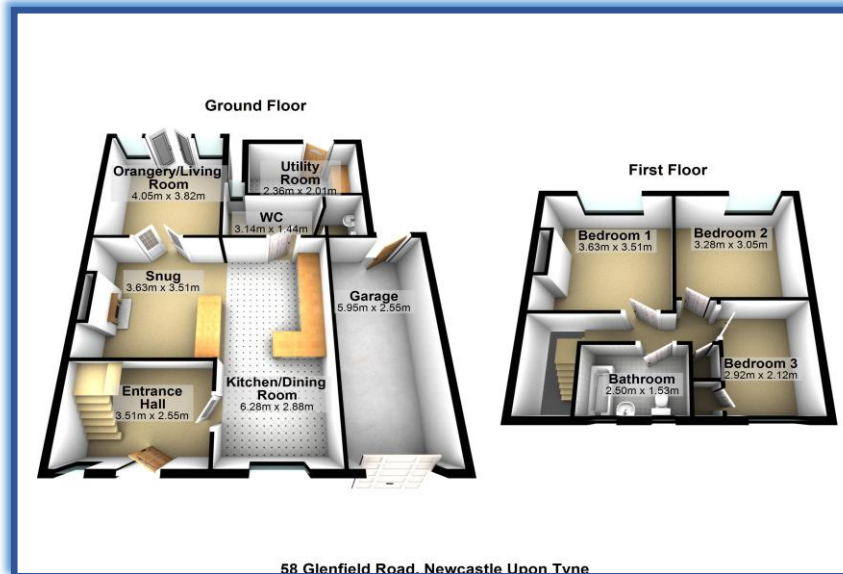 Ground Floor
Orangery/Living
Room
4.05m x 3.82m
Utility
Room
2.36m x 2.01m
WC
3.14m x 1.44m
Snug
3.63m x 3.51m
Garage
5.95m x 2.55m
Entrance
Hall
3.51m x 2.55m
Kitchen/Dining
Room
6.28m x 2.88m
First Floor
Bedroom 1
3.63m x 3.51m
Bedroom 2
3.28m x 3.05m
Bedroom 3
2.92m x 2.12m
Bathroom
2.50m x 1.53m
58 Glenfield Road, Newcastle Upon Tyne